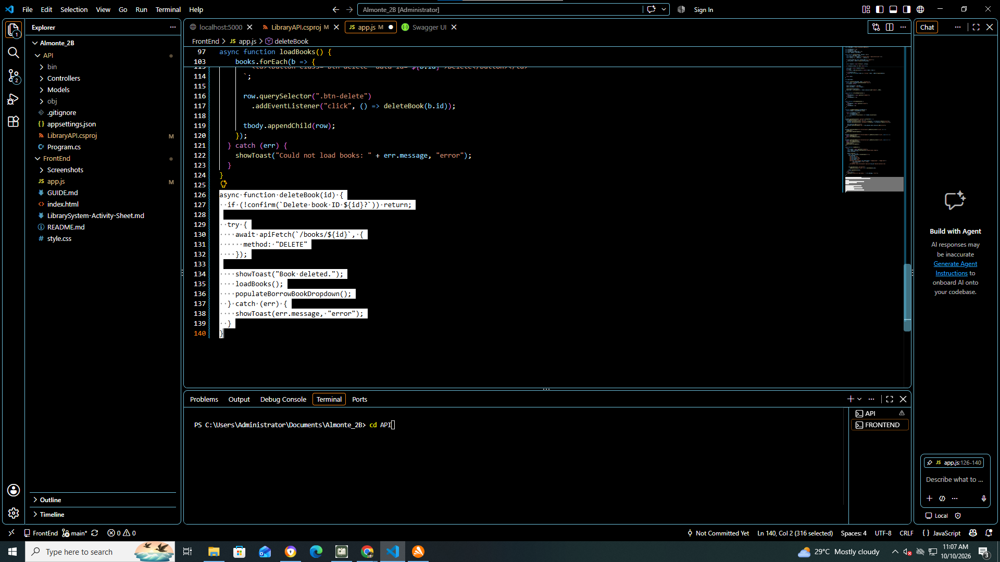 File Edit Selection View Go Run Terminal Help
Almonte_2B [Administrator]
Sign In
Explorer
Almonte_2B
API
bin
Controllers
Models
obj
.gitignore
{} appsettings.json
LibraryAPI.csproj M
Program.cs
FrontEnd
Screenshots
JS app.js M
GUIDE.md
<> index.html
LibrarySystem-Activity-Sheet.md
README.md
# style.css
Outline
Timeline
localhost:5000 LibraryAPI.csproj M JS app.js M Swagger UI
FrontEnd > JS app.js > deleteBook
97 async function loadBooks() {
103 books.forEach(b => {
114 `;
115
116 row.querySelector(".btn-delete")
117 .addEventListener("click", () => deleteBook(b.id));
118
119 tbody.appendChild(row);
120 });
121 } catch (err) {
122 showToast("Could not load books: " + err.message, "error");
123 }
124 }
125
126 async function deleteBook(id) {
127 if (!confirm(`Delete book ID ${id}?`)) return;
128
129 try {
130 await apiFetch(`/books/${id}`, {
131 method: "DELETE"
132 });
133
134 showToast("Book deleted.");
135 loadBooks();
136 populateBorrowBookDropdown();
137 } catch (err) {
138 showToast(err.message, "error");
139 }
140 }
Problems Output Debug Console Terminal Ports
PS C:\Users\Administrator\Documents\Almonte_2B> cd API
API
FRONTEND
Chat
Build with Agent
AI responses may
be inaccurate
Generate Agent
Instructions to
onboard AI onto
your codebase.
JS app.js:126-140
Describe what to ...
Local
FrontEnd main* 0 0
Not Committed Yet Ln 140, Col 2 (316 selected) Spaces: 4 UTF-8 CRLF {} JavaScript
Type here to search
29°C Mostly cloudy
11:07 AM
10/10/2026
3